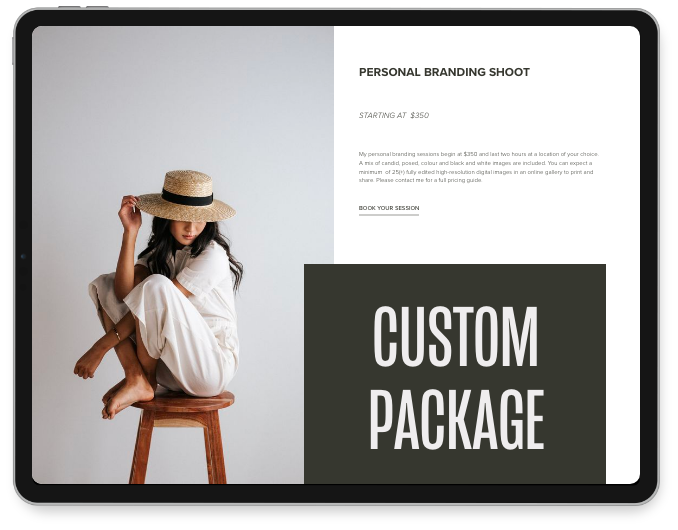 PERSONAL BRANDING SHOOT
STARTING AT $350
My personal branding sessions begin at $350 and last two hours at a location of your choice.
A mix of candid, posed, colour and black and white images are included. You can expect a
minimum of 25(+) fully edited high-resolution digital images in an online gallery to print and
share. Please contact me for a full pricing guide.
BOOK YOUR SESSION
CUSTOM
PACKAGE